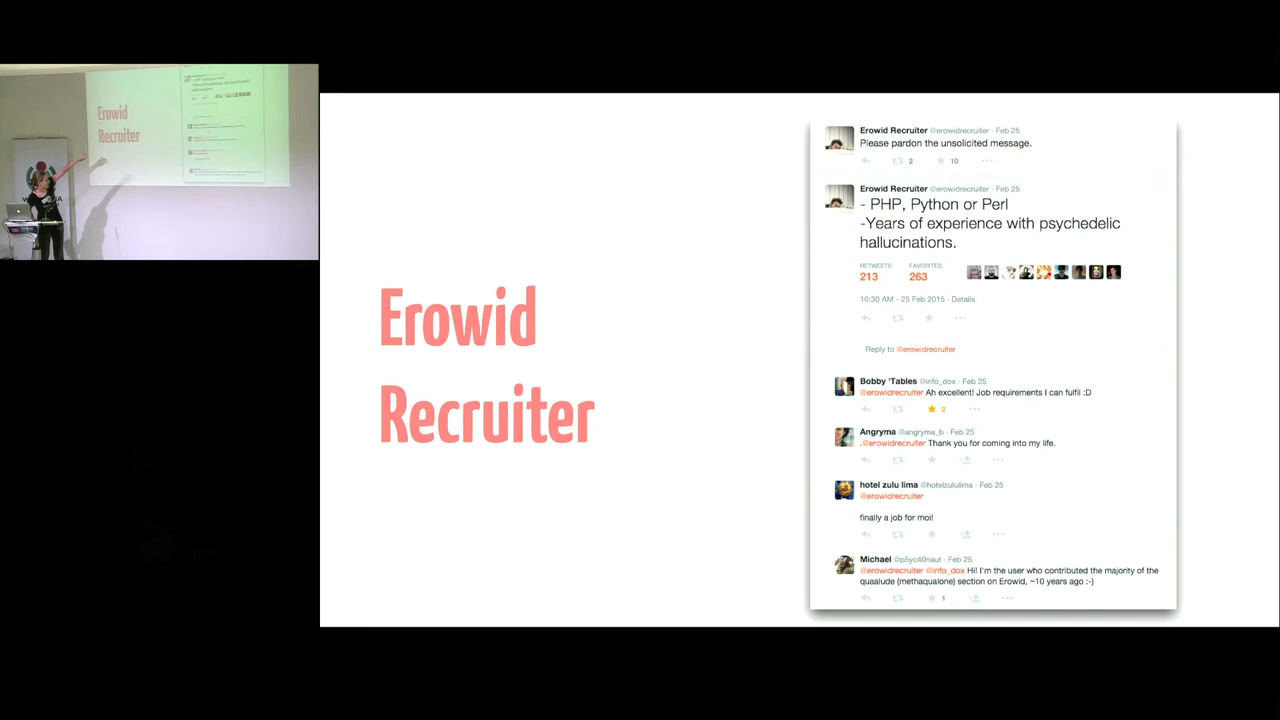 Erowid
Recruiter
Erowid Recruiter @erowidrecruiter · Feb 25
Please pardon the unsolicited message.
2
10
Erowid Recruiter @erowidrecruiter · Feb 25
- PHP, Python or Perl
-Years of experience with psychedelic
hallucinations.
RETWEETS
FAVORITES
213
263
10:30 AM - 25 Feb 2015 · Details
Reply to @erowidrecruiter
Bobby 'Tables @info_dox · Feb 25
@erowidrecruiter Ah excellent! Job requirements I can fulfil :D
2
Angryma @angryma_b · Feb 25
.@erowidrecruiter Thank you for coming into my life.
hotel zulu lima @hotelzululima · Feb 25
@erowidrecruiter
finally a job for moi!
Michael @p5yc40naut · Feb 25
@erowidrecruiter @info_dox Hi! I'm the user who contributed the majority of the
quaalude (methaqualone) section on Erowid, ~10 years ago :-)
1
Erowid
Recruiter